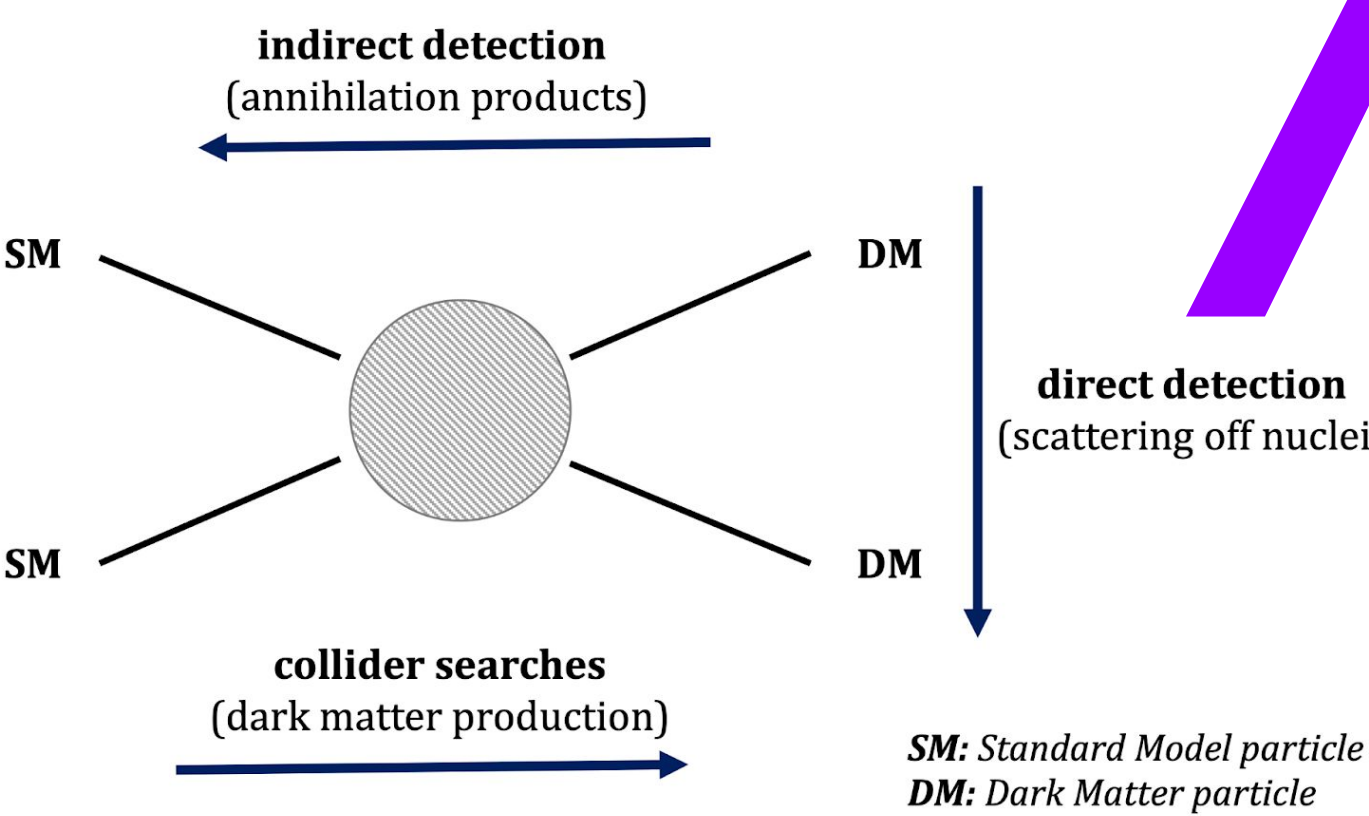 indirect detection
(annihilation products)
SM
DM
direct detection
(scattering off nuclei
SM
DM
collider searches
(dark matter production)
SM: Standard Model particle
DM: Dark Matter particle